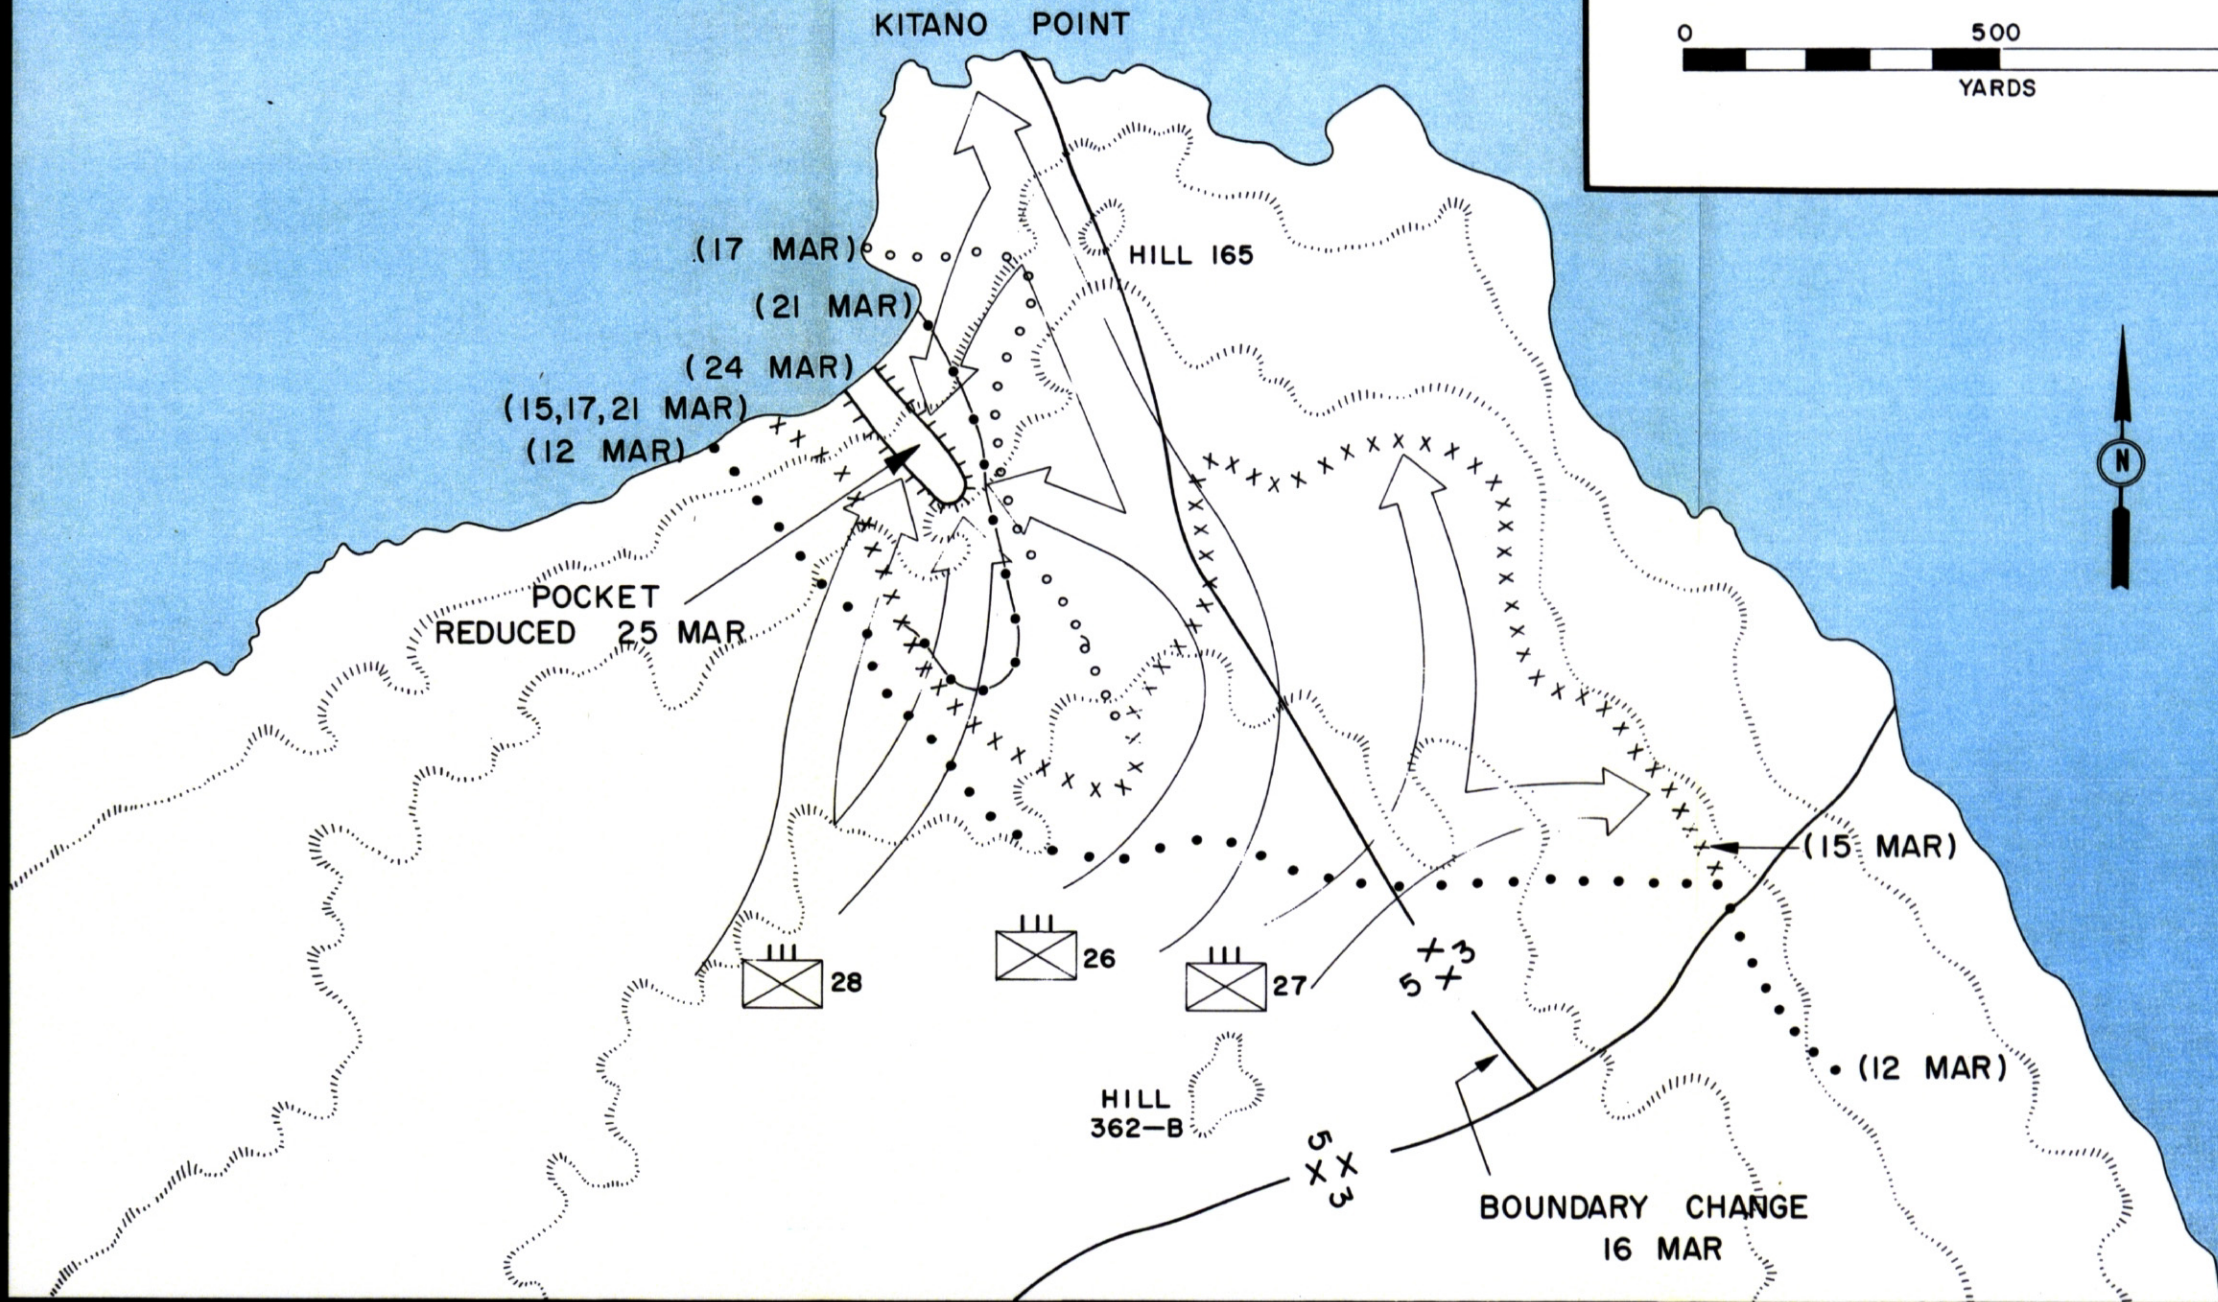 KITANO POINT
0 500
YARDS
(17 MAR)
HILL 165
(21 MAR)
(24 MAR)
(15,17,21 MAR)
(12 MAR)
N
POCKET
REDUCED 25 MAR
(15 MAR)
3
5
28
26
27
(12 MAR)
HILL
362-B
5
3
BOUNDARY CHANGE
16 MAR